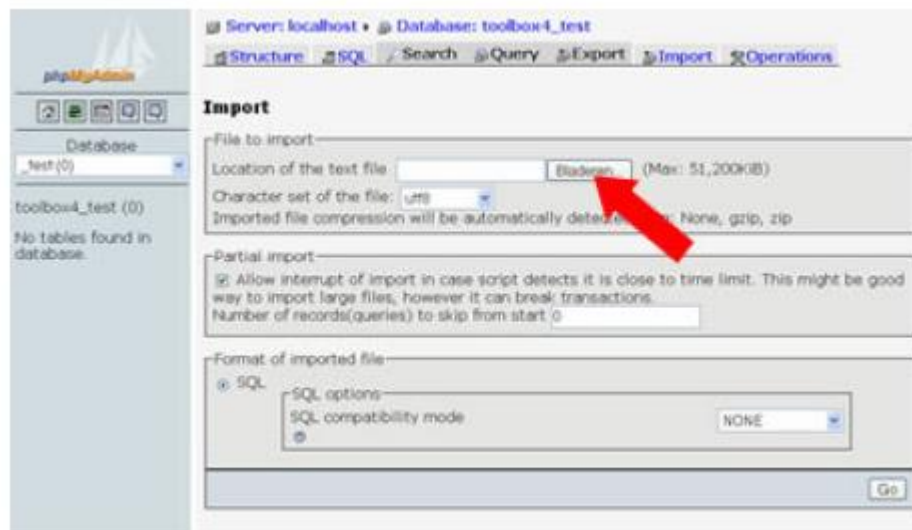 phpMyAdmin
Database
_test (0)
toolbox4_test (0)
No tables found in
database.
Server: localhost Database: toolbox4_test
Structure SQL Search Query Export Import Operations
Import
File to import
Location of the text file Bladeren... (Max: 51,200KiB)
Character set of the file: utf8
Imported file compression will be automatically None, gzip, zip
Partial import
Allow interrupt of import in case script detects it is close to time limit. This might be good
way to import large files, however it can break transactions.
Number of records(queries) to skip from start 0
Format of imported file
SQL
SQL options
SQL compatibility mode NONE
Go